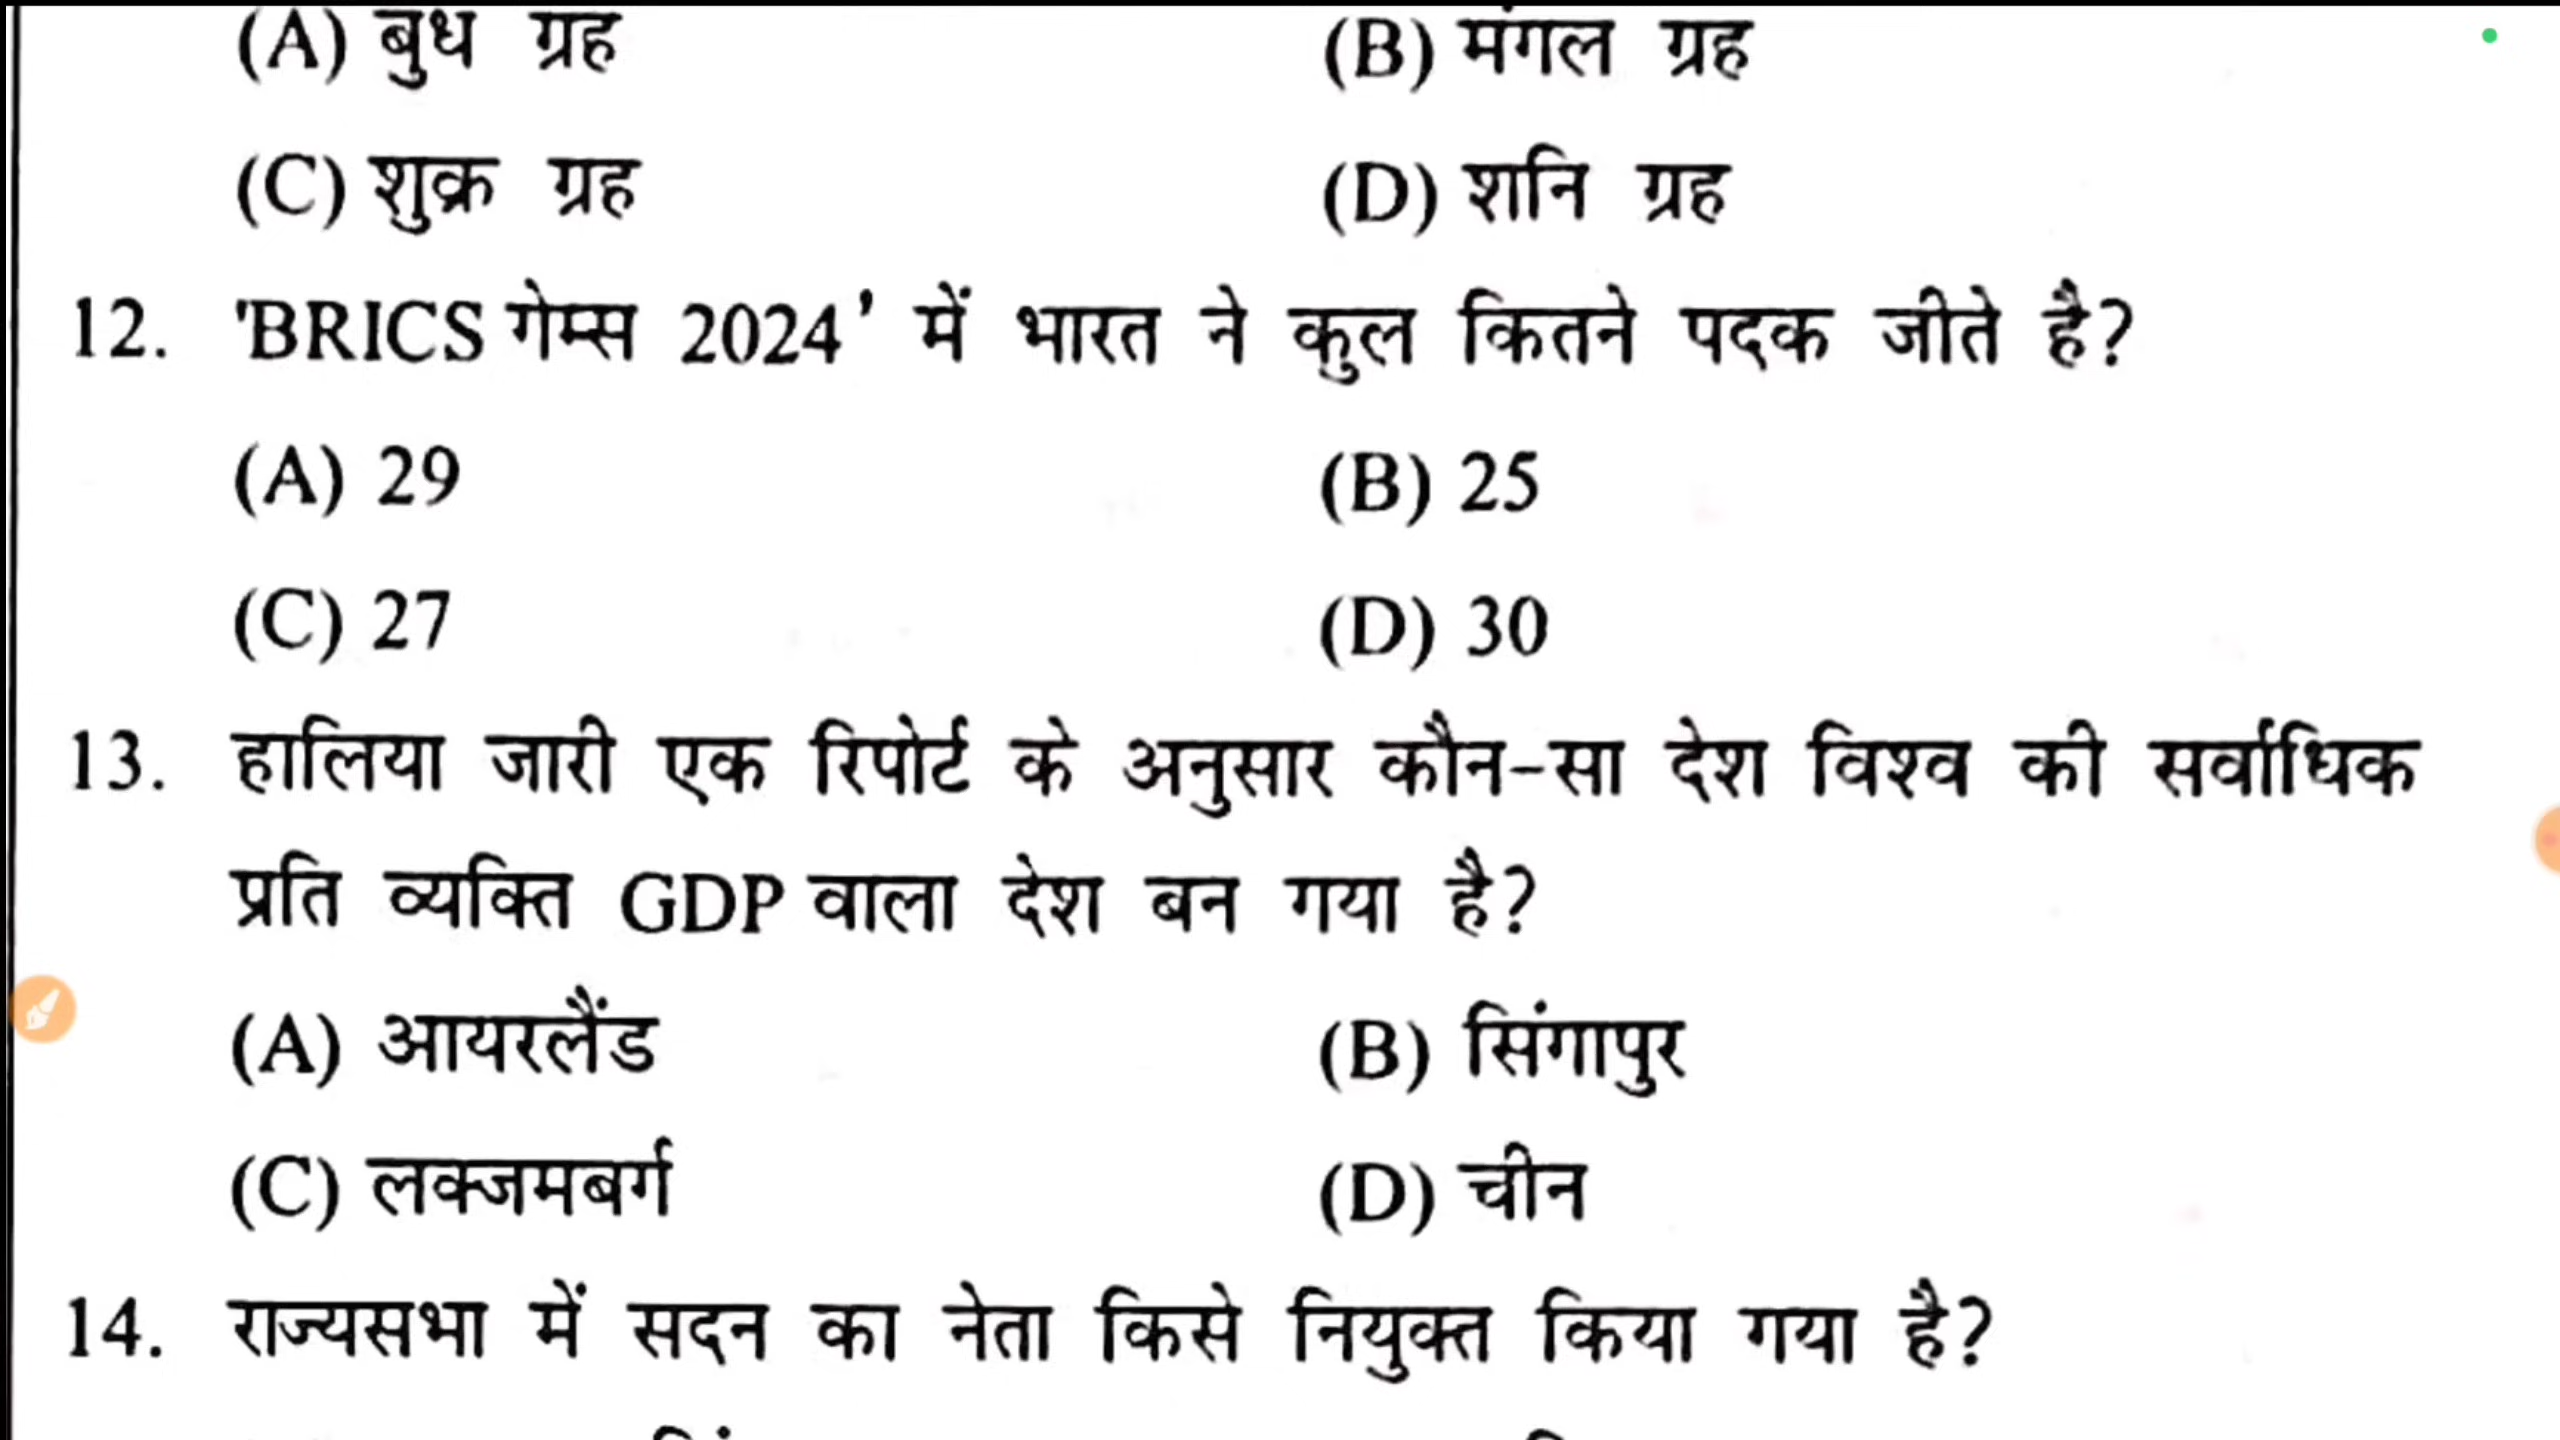 (A) बुध ग्रह (B) मंगल ग्रह
(C) शुक्र ग्रह (D) शनि ग्रह
12. 'BRICS गेम्स 2024' में भारत ने कुल कितने पदक जीते है?
(A) 29 (B) 25
(C) 27 (D) 30
13. हालिया जारी एक रिपोर्ट के अनुसार कौन-सा देश विश्व की सर्वाधिक
प्रति व्यक्ति GDP वाला देश बन गया है?
(A) आयरलैंड (B) सिंगापुर
(C) लक्जमबर्ग (D) चीन
14. राज्यसभा में सदन का नेता किसे नियुक्त किया गया है?